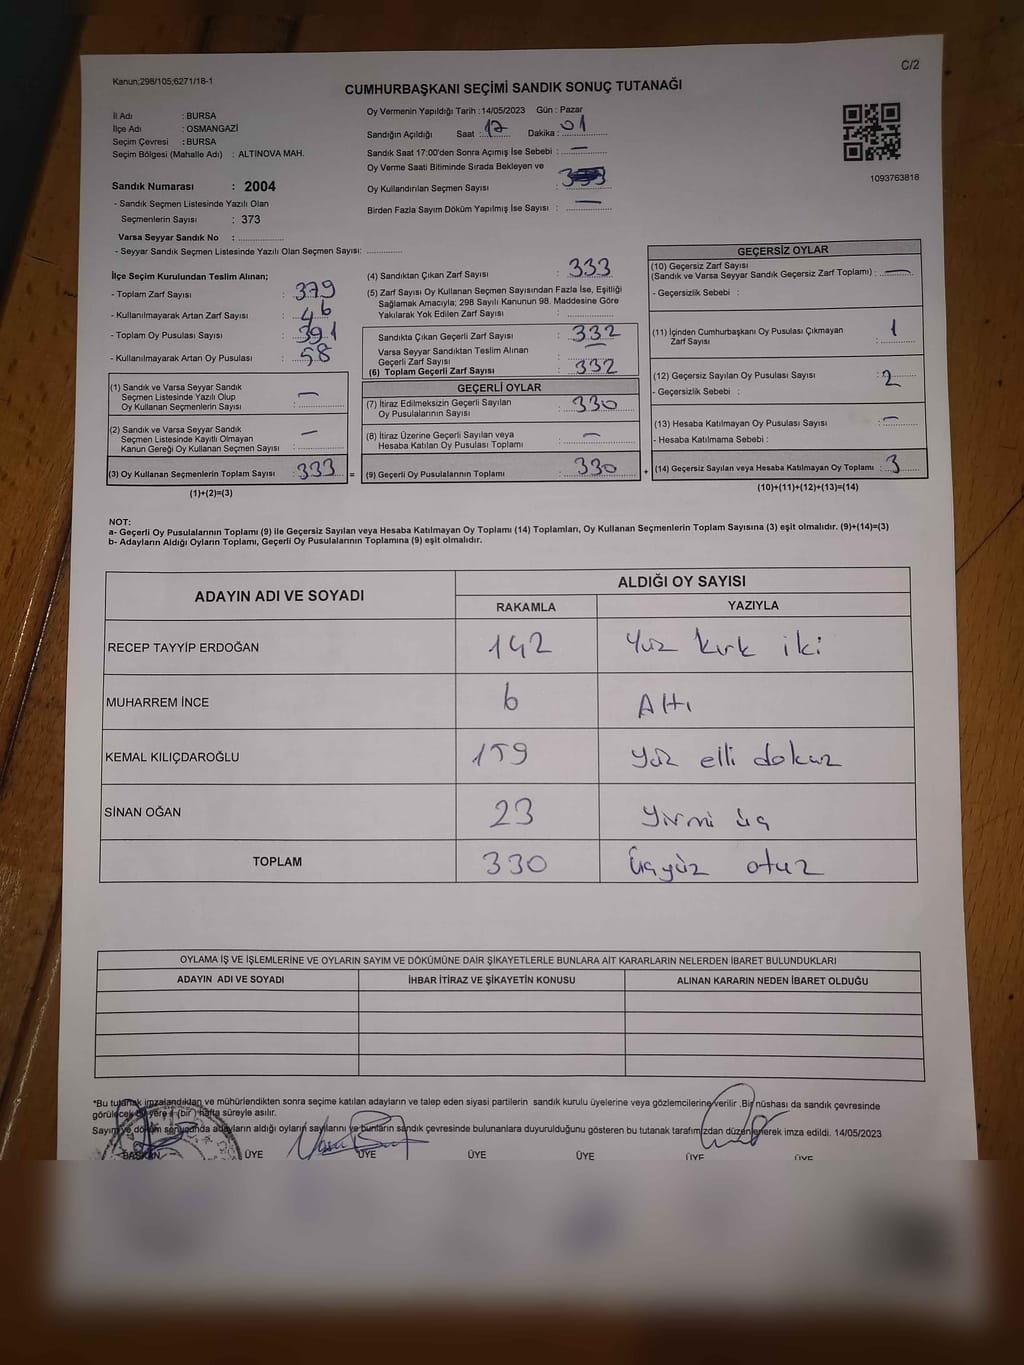 Kanun:298/105;6271/18-1
C/2
CUMHURBAŞKANI SEÇİMİ SANDIK SONUÇ TUTANAĞI
İl Adı : BURSA
İlçe Adı : OSMANGAZİ
Seçim Çevresi : BURSA
Seçim Bölgesi (Mahalle Adı) : ALTINOVA MAH.
Oy Vermenin Yapıldığı Tarih : 14/05/2023 Gün : Pazar
Sandığın Açıldığı Saat : 17 Dakika : 01
Sandık Saat 17:00'den Sonra Açımış İse Sebebi : —
Oy Verme Saati Bitiminde Sırada Bekleyen ve
Oy Kullandırılan Seçmen Sayısı :
Birden Fazla Sayım Döküm Yapılmış İse Sayısı : —
1093763818
Sandık Numarası : 2004
- Sandık Seçmen Listesinde Yazılı Olan
Seçmenlerin Sayısı : 373
Varsa Seyyar Sandık No :
- Seyyar Sandık Seçmen Listesinde Yazılı Olan Seçmen Sayısı:
İlçe Seçim Kurulundan Teslim Alınan;
- Toplam Zarf Sayısı : 379
- Kullanılmayarak Artan Zarf Sayısı : 46
- Toplam Oy Pusulası Sayısı : 391
- Kullanılmayarak Artan Oy Pusulası : 58
(1) Sandık ve Varsa Seyyar Sandık
Seçmen Listesinde Yazılı Olup
Oy Kullanan Seçmenlerin Sayısı : —
(2) Sandık ve Varsa Seyyar Sandık
Seçmen Listesinde Kayıtlı Olmayan
Kanun Gereği Oy Kullanan Seçmen Sayısı : —
(3) Oy Kullanan Seçmenlerin Toplam Sayısı : 333 =
(1)+(2)=(3)
(4) Sandıktan Çıkan Zarf Sayısı : 333
(5) Zarf Sayısı Oy Kullanan Seçmen Sayısından Fazla İse, Eşitliği
Sağlamak Amacıyla; 298 Sayılı Kanunun 98. Maddesine Göre
Yakılarak Yok Edilen Zarf Sayısı :
Sandıkta Çıkan Geçerli Zarf Sayısı : 332
Varsa Seyyar Sandıktan Teslim Alınan
Geçerli Zarf Sayısı : —
(6) Toplam Geçerli Zarf Sayısı : 332
GEÇERLİ OYLAR
(7) İtiraz Edilmeksizin Geçerli Sayılan
Oy Pusulalarının Sayısı : 330
(8) İtiraz Üzerine Geçerli Sayılan veya
Hesaba Katılan Oy Pusulası Toplamı : —
(9) Geçerli Oy Pusulalarının Toplamı : 330 +
GEÇERSİZ OYLAR
(10) Geçersiz Zarf Sayısı
(Sandık ve Varsa Seyyar Sandık Geçersiz Zarf Toplamı) : —
- Geçersizlik Sebebi :
(11) İçinden Cumhurbaşkanı Oy Pusulası Çıkmayan
Zarf Sayısı : 1
(12) Geçersiz Sayılan Oy Pusulası Sayısı : 2
- Geçersizlik Sebebi :
(13) Hesaba Katılmayan Oy Pusulası Sayısı : —
- Hesaba Katılmama Sebebi :
(14) Geçersiz Sayılan veya Hesaba Katılmayan Oy Toplamı : 3
(10)+(11)+(12)+(13)=(14)
NOT:
a- Geçerli Oy Pusulalarının Toplamı (9) ile Geçersiz Sayılan veya Hesaba Katılmayan Oy Toplamı (14) Toplamları, Oy Kullanan Seçmenlerin Toplam Sayısına (3) eşit olmalıdır. (9)+(14)=(3)
b- Adayların Aldığı Oyların Toplamı, Geçerli Oy Pusulalarının Toplamına (9) eşit olmalıdır.
ADAYIN ADI VE SOYADI
ALDIĞI OY SAYISI
RAKAMLA YAZIYLA
RECEP TAYYİP ERDOĞAN 142 Yüz kırk iki
MUHARREM İNCE 6 Altı
KEMAL KILIÇDAROĞLU 159 Yüz elli dokuz
SİNAN OĞAN 23 Yirmi üç
TOPLAM 330 Üçyüz otuz
OYLAMA İŞ VE İŞLEMLERİNE VE OYLARIN SAYIM VE DÖKÜMÜNE DAİR ŞİKAYETLERLE BUNLARA AİT KARARLARIN NELERDEN İBARET BULUNDUKLARI
ADAYIN ADI VE SOYADI İHBAR İTİRAZ VE ŞİKAYETİN KONUSU ALINAN KARARIN NEDEN İBARET OLDUĞU
*Bu tutanak imzalandıktan ve mühürlendikten sonra seçime katılan adayların ve talep eden siyasi partilerin sandık kurulu üyelerine veya gözlemcilerine verilir .Bir nüshası da sandık çevresinde
görülecek bir yere 1 (bir) hafta süreyle asılır.
Sayım ve döküm sonucunda adayların aldığı oyların sayılarını ve bunların sandık çevresinde bulunanlara duyurulduğunu gösteren bu tutanak tarafımızdan düzenlenerek imza edildi. 14/05/2023
BAŞKAN ÜYE ÜYE ÜYE ÜYE ÜYE ÜYE